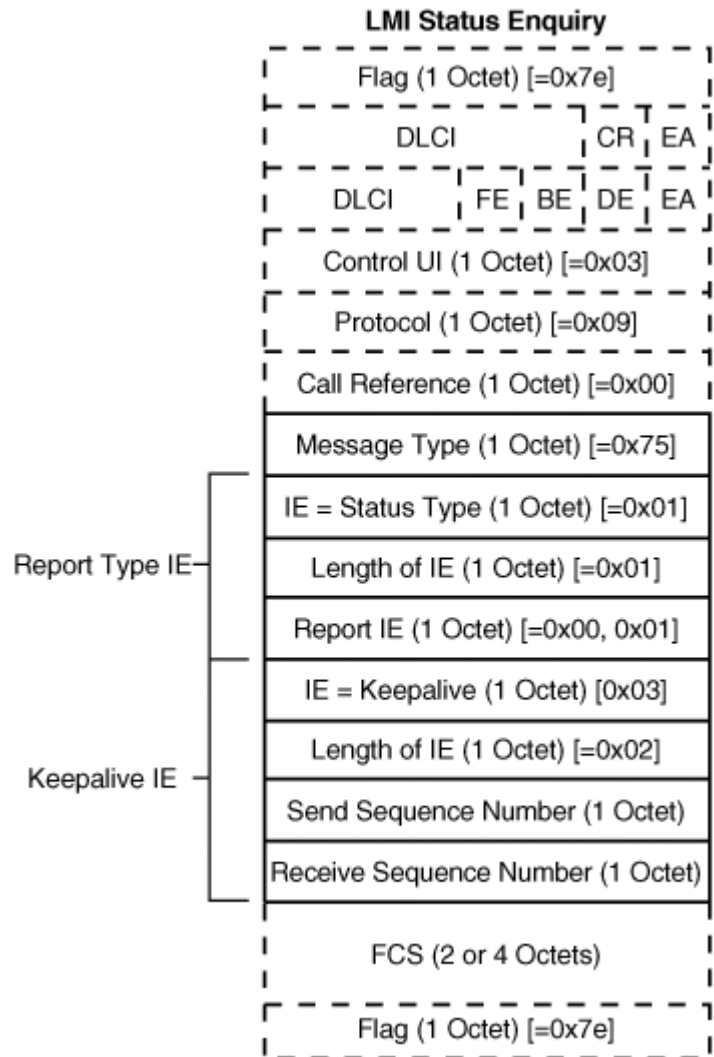 LMI Status Enquiry
Flag (1 Octet) [=0x7e]
DLCI CR EA
DLCI FE BE DE EA
Control UI (1 Octet) [=0x03]
Protocol (1 Octet) [=0x09]
Call Reference (1 Octet) [=0x00]
Message Type (1 Octet) [=0x75]
IE = Status Type (1 Octet) [=0x01]
Report Type IE
Length of IE (1 Octet) [=0x01]
Report IE (1 Octet) [=0x00, 0x01]
IE = Keepalive (1 Octet) [0x03]
Length of IE (1 Octet) [=0x02]
Keepalive IE
Send Sequence Number (1 Octet)
Receive Sequence Number (1 Octet)
FCS (2 or 4 Octets)
Flag (1 Octet) [=0x7e]